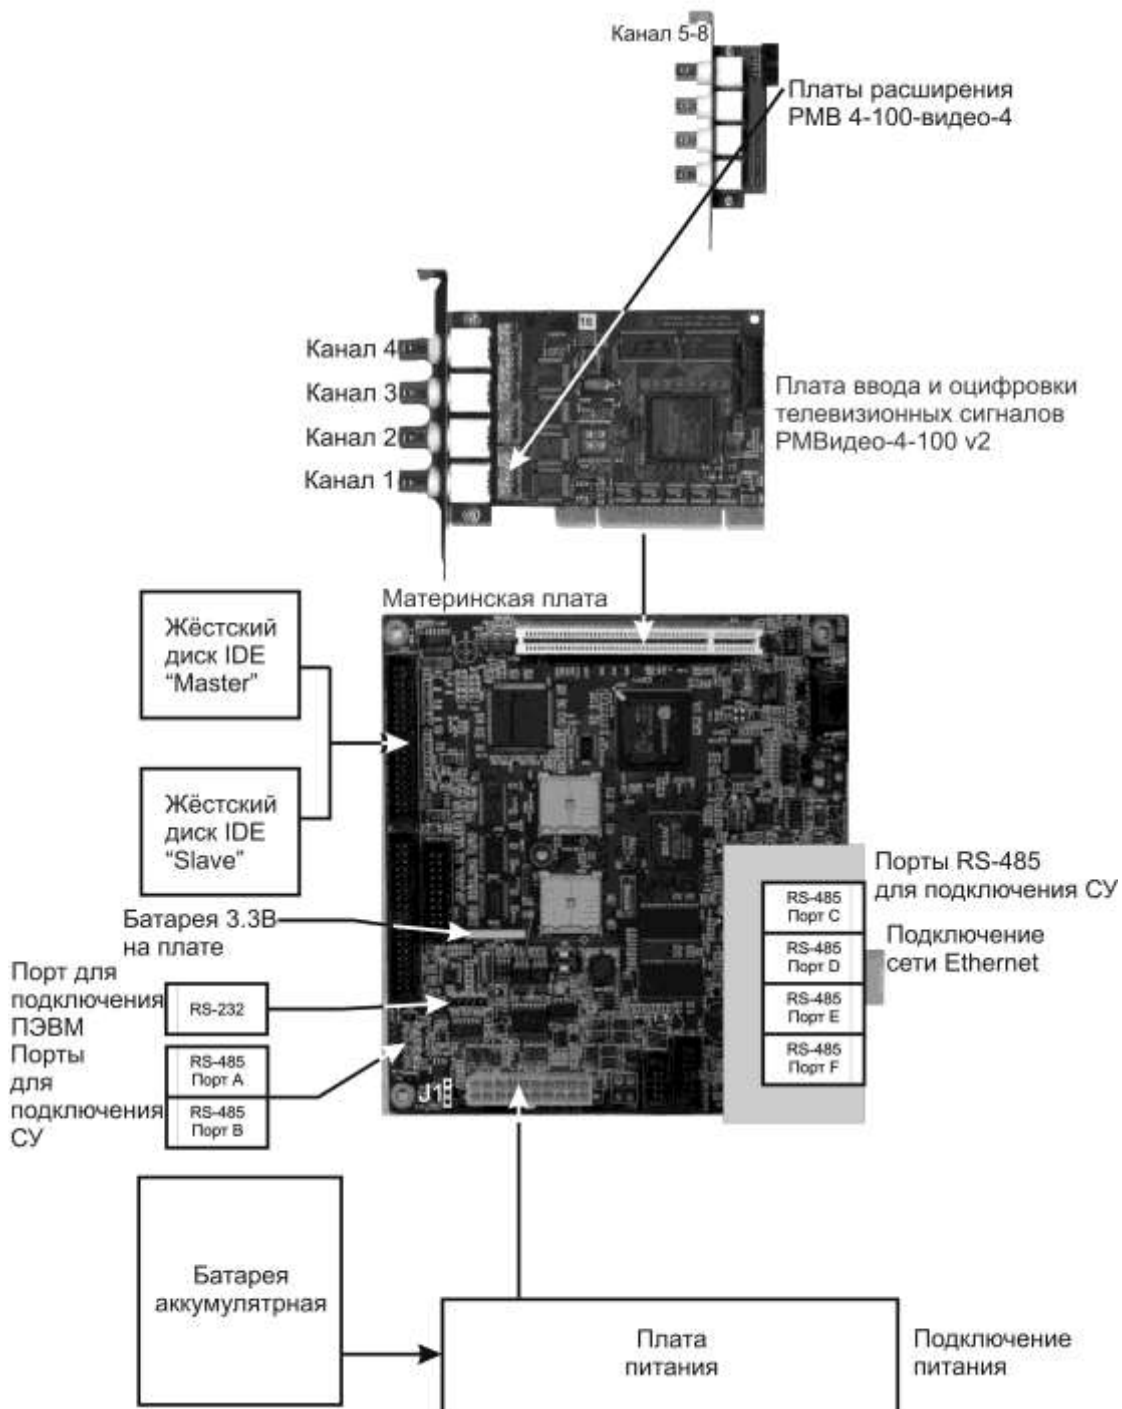 Канал 5-8
Платы расширения
РМВ 4-100-видео-4
Канал 4
Канал 3
Канал 2
Канал 1
Плата ввода и оцифровки
телевизионных сигналов
РМВидео-4-100 v2
Материнская плата
Жёстский
диск IDE
“Master”
Жёстский
диск IDE
“Slave”
Батарея 3.3В
на плате
Порт для
подключения
ПЭВМ
RS-232
Порты
для
подключения
СУ
RS-485
Порт А
RS-485
Порт В
J1
Порты RS-485
для подключения СУ
RS-485
Порт С
RS-485
Порт D
RS-485
Порт Е
RS-485
Порт F
Подключение
сети Ethernet
Батарея
аккумулятрная
Плата
питания
Подключение
питания